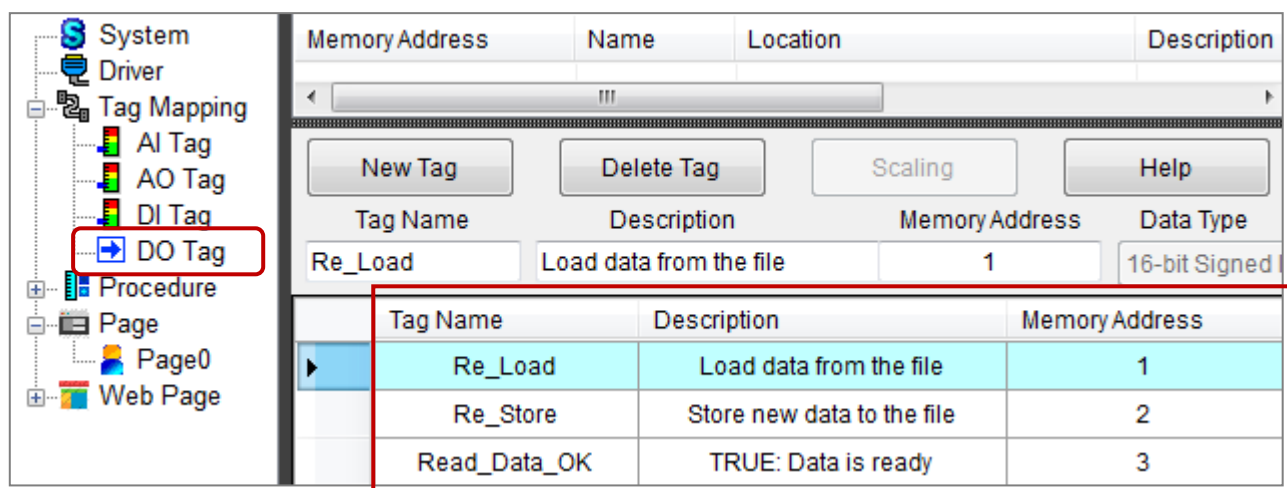 System
Driver
Tag Mapping
AI Tag
AO Tag
DI Tag
DO Tag
Procedure
Page
Page0
Web Page
Memory Address Name Location Description
New Tag Delete Tag Scaling Help
Tag Name Description Memory Address Data Type
Re_Load Load data from the file 1 16-bit Signed
Tag Name Description Memory Address
Re_Load Load data from the file 1
Re_Store Store new data to the file 2
Read_Data_OK TRUE: Data is ready 3